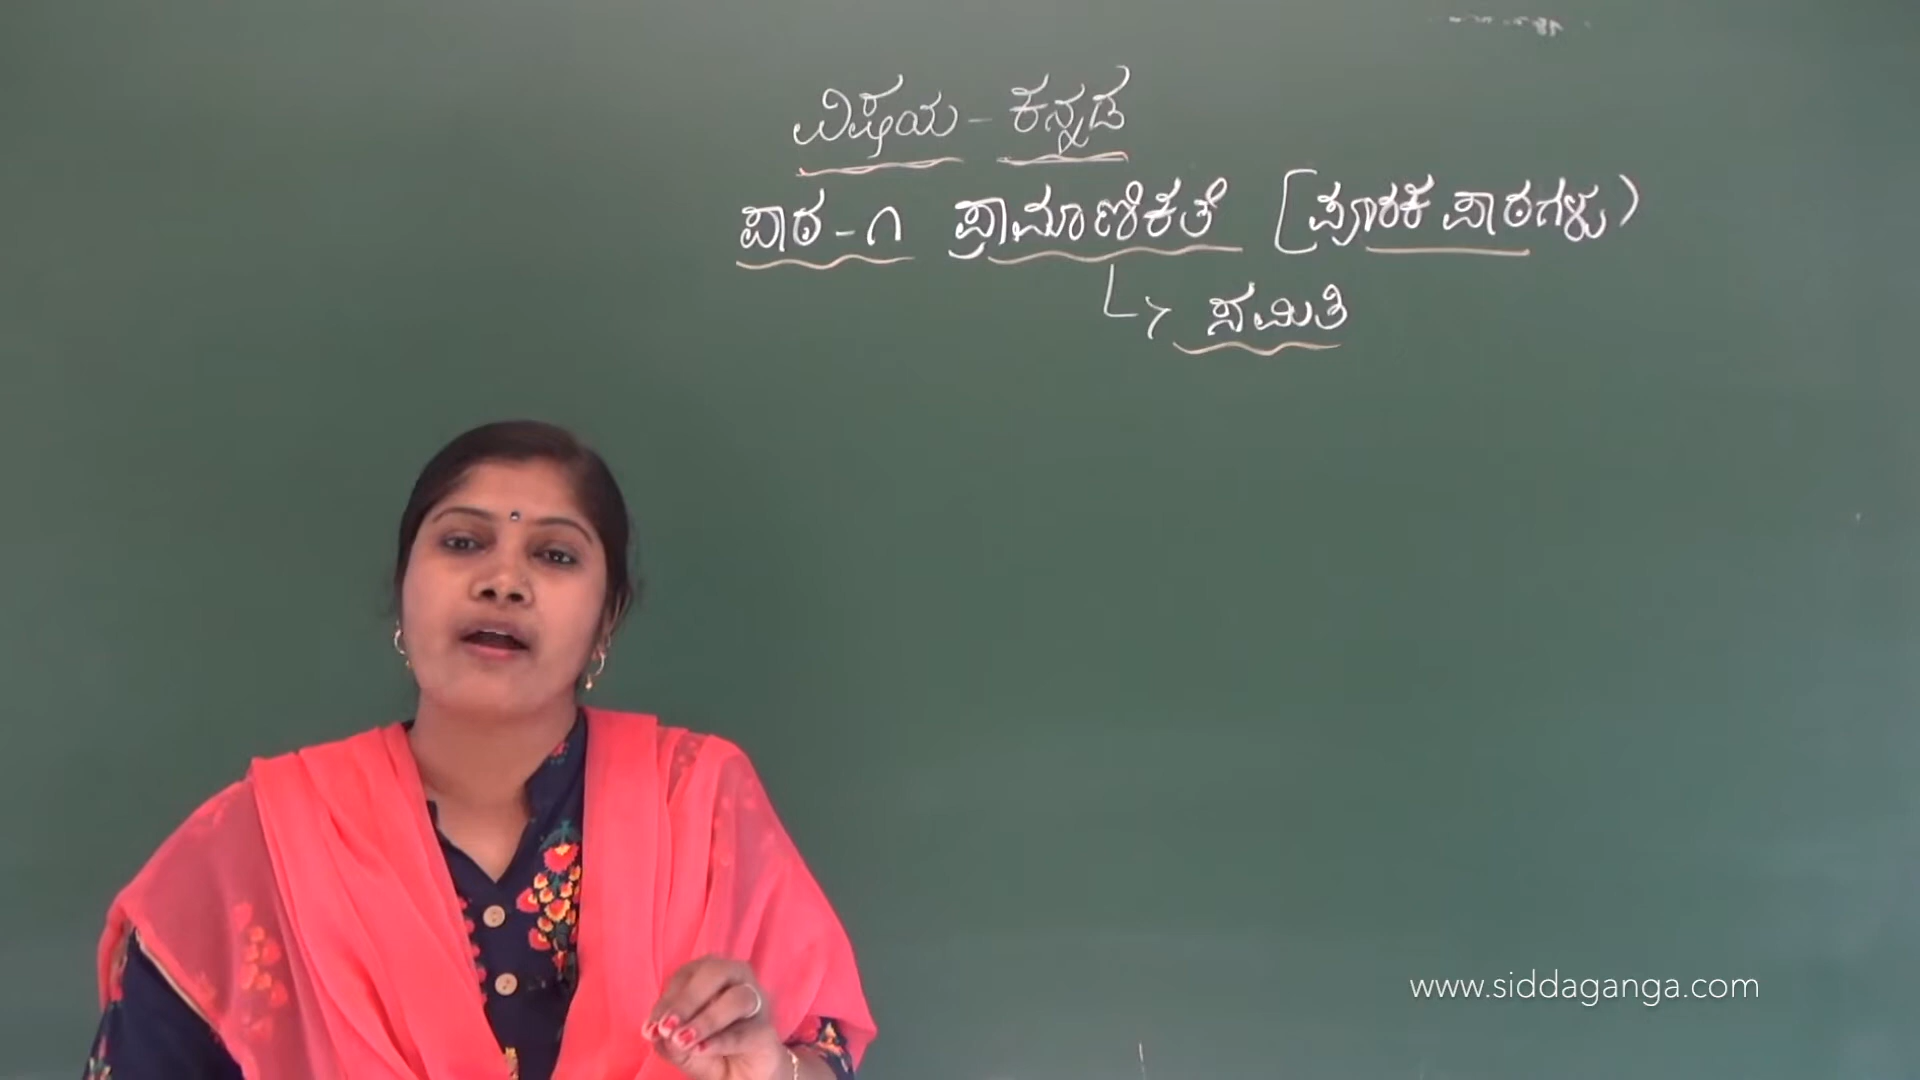 ವಿಷಯ - ಕನ್ನಡ
ಪಾಠ - ೧ ಪ್ರಾಮಾಣಿಕತೆ [ಪೂರಕ ಪಾಠಗಳು)
ಸಮಿತಿ
www.siddaganga.com